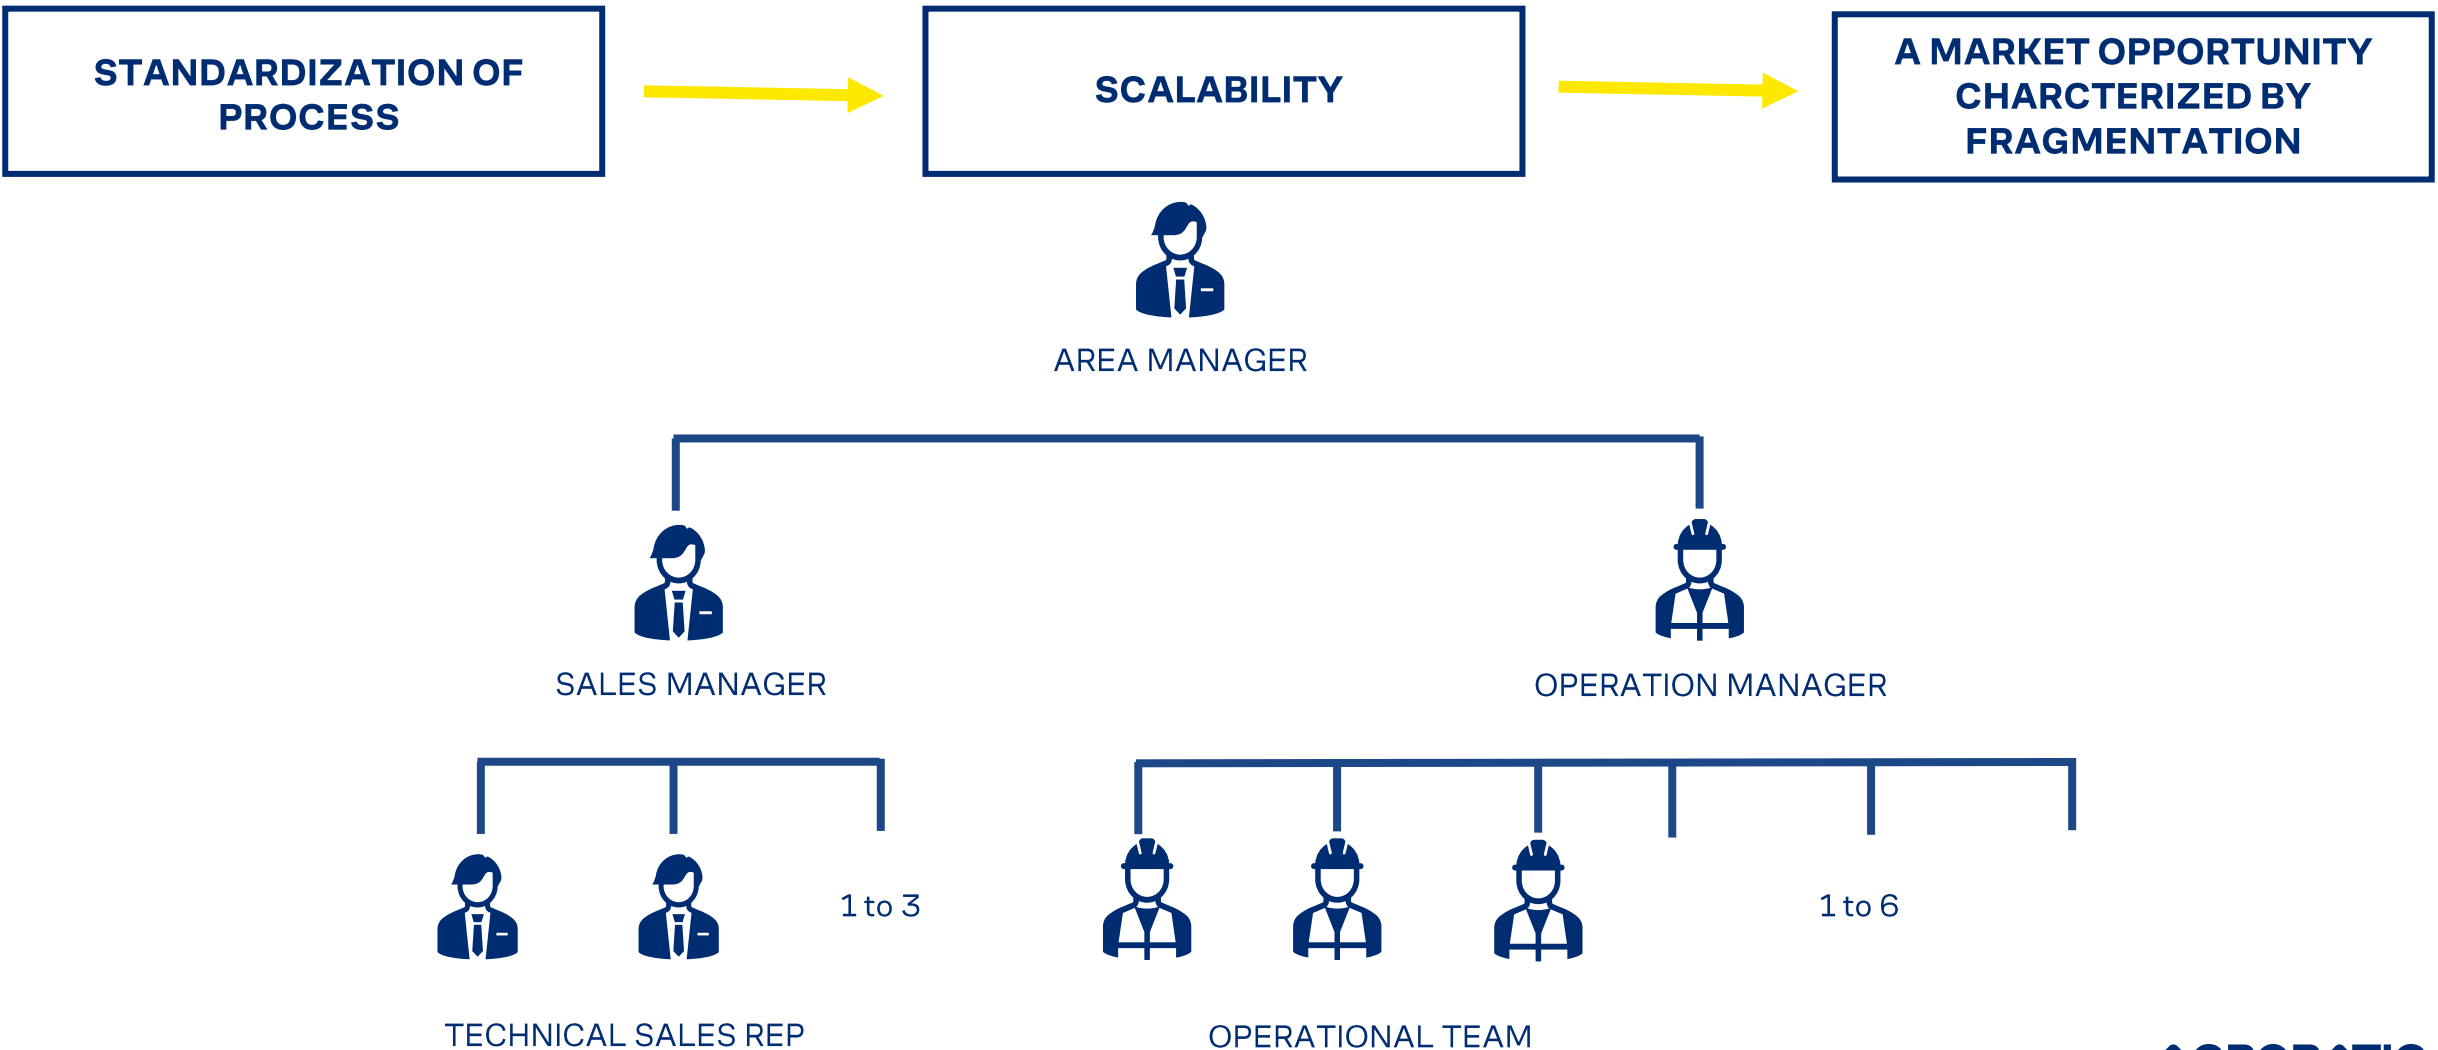 STANDARDIZATION OF
PROCESS
SCALABILITY
A MARKET OPPORTUNITY
CHARCTERIZED BY
FRAGMENTATION
AREA MANAGER
SALES MANAGER
OPERATION MANAGER
1 to 3
1 to 6
TECHNICAL SALES REP
OPERATIONAL TEAM